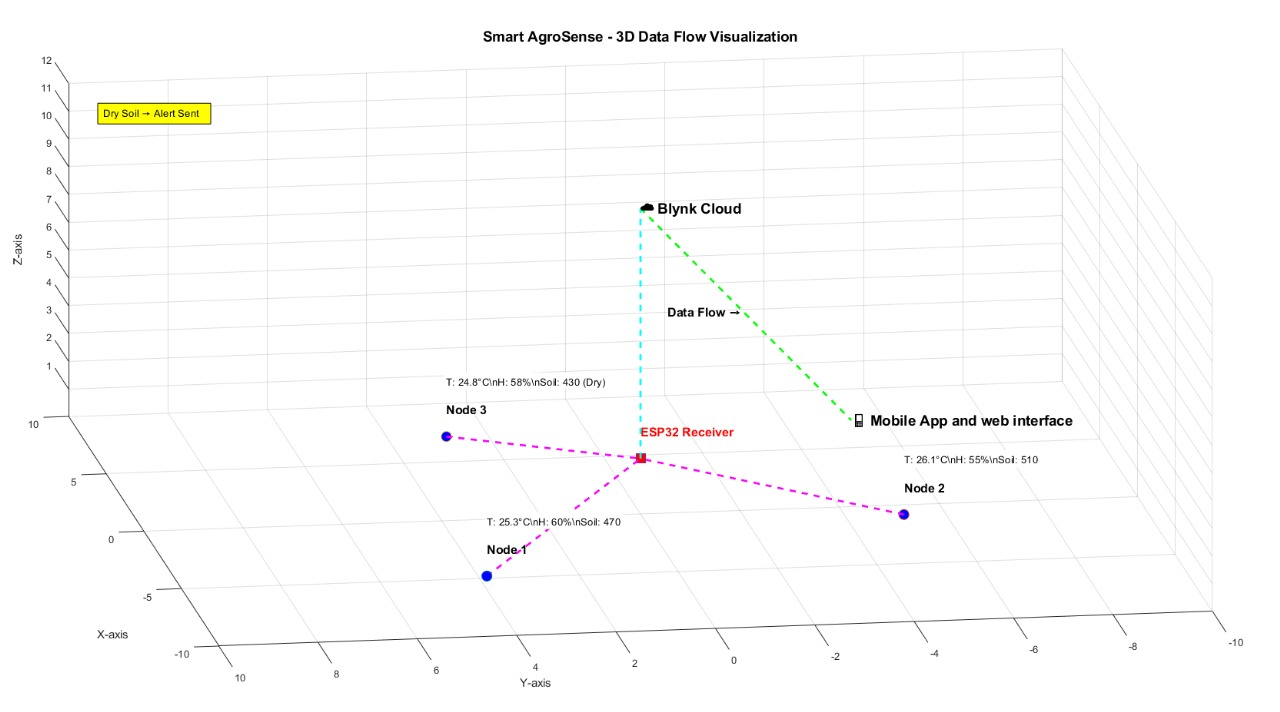 Smart AgroSense - 3D Data Flow Visualization
12
11
10
9
8
7
6
5
4
3
2
1
Z-axis
Dry Soil → Alert Sent
Blynk Cloud
Data Flow →
T: 24.8°C\nH: 58%\nSoil: 430 (Dry)
Node 3
ESP32 Receiver
Mobile App and web interface
T: 26.1°C\nH: 55%\nSoil: 510
Node 2
T: 25.3°C\nH: 60%\nSoil: 470
Node 1
10
5
0
-5
-10
X-axis
10
8
6
4
2
0
-2
-4
-6
-8
-10
Y-axis